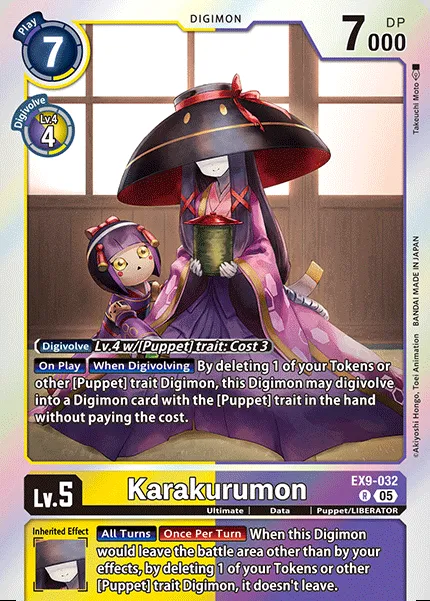 Play
7
DIGIMON
7000 DP
Digivolve
Lv.4
4
Takeuchi Moto
©Akiyoshi Hongo, Toei Animation BANDAI MADE IN JAPAN
Digivolve Lv.4 w/[Puppet] trait: Cost 3
On Play When Digivolving By deleting 1 of your Tokens or
other [Puppet] trait Digimon, this Digimon may digivolve
into a Digimon card with the [Puppet] trait in the hand
without paying the cost.
EX9-032
Lv.5 Karakurumon R 05
Ultimate Data Puppet/LIBERATOR
Inherited Effect
All Turns Once Per Turn When this Digimon
would leave the battle area other than by your
effects, by deleting 1 of your Tokens or other
[Puppet] trait Digimon, it doesn't leave.